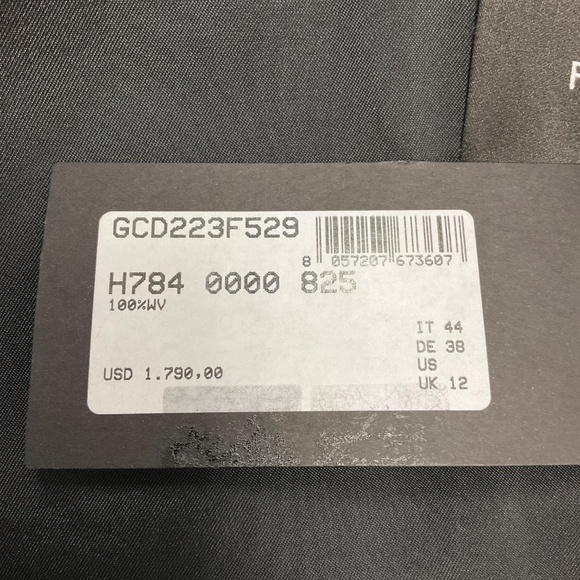 F
GCD223F529
8 057207 673607
H784 0000 825
100%WV
IT 44
DE 38
US
UK 12
USD 1.790,00